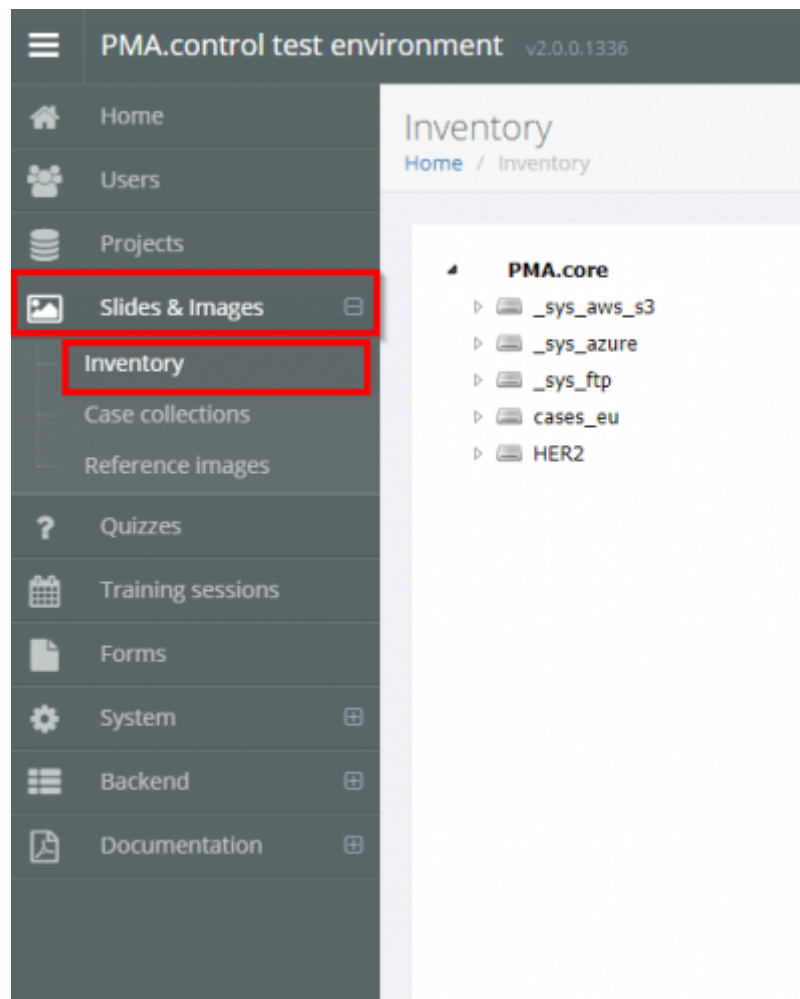 PMA.control test environment v2.0.0.1336
Home
Users
Projects
Slides & Images
Inventory
Case collections
Reference images
? Quizzes
Training sessions
Forms
System
Backend
Documentation
Inventory
Home / Inventory
PMA.core
_sys_aws_s3
_sys_azure
_sys_ftp
cases_eu
HER2